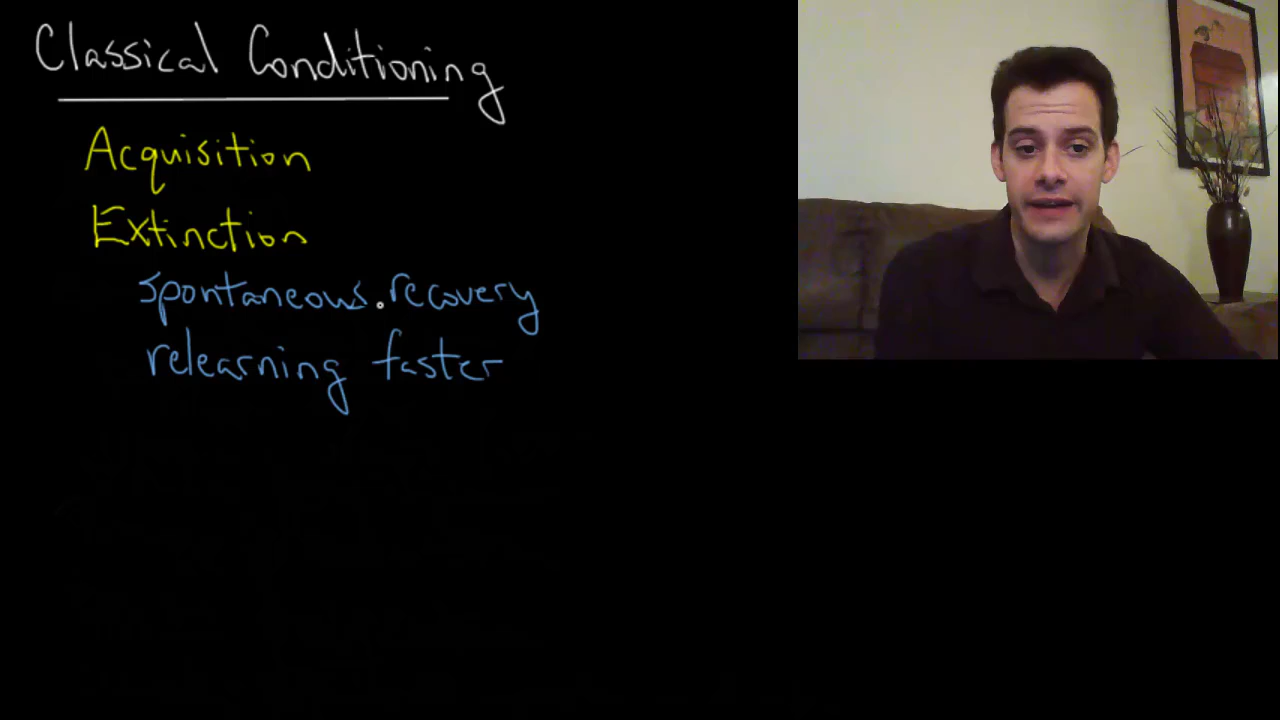 Classical Conditioning
Acquisition
Extinction
spontaneous recovery
relearning faster